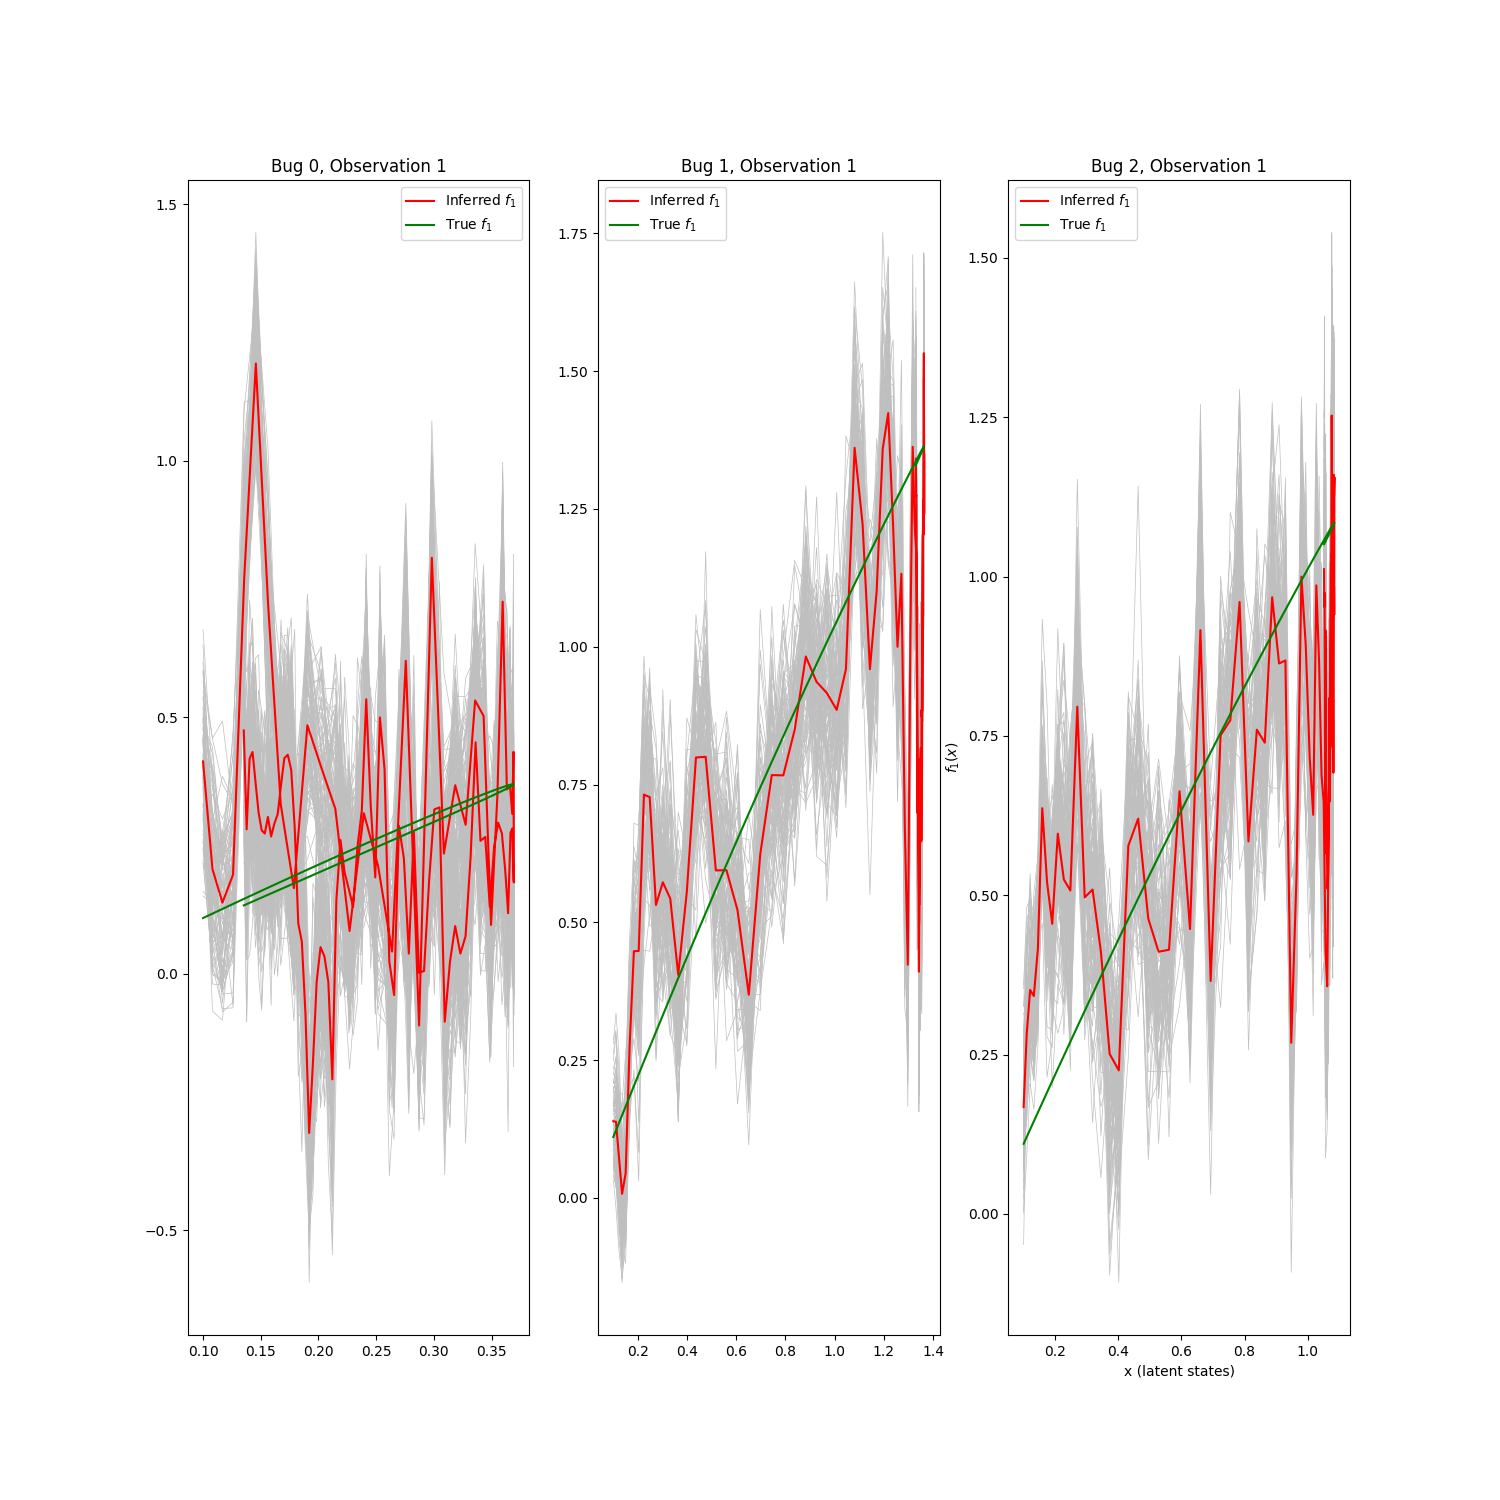 Bug 0, Observation 1
Inferred f₁
True f₁
1.5
1.0
0.5
0.0
−0.5
0.10 0.15 0.20 0.25 0.30 0.35
Bug 1, Observation 1
Inferred f₁
True f₁
1.75
1.50
1.25
1.00
0.75
0.50
0.25
0.00
0.2 0.4 0.6 0.8 1.0 1.2 1.4
Bug 2, Observation 1
Inferred f₁
True f₁
f₁(x)
1.50
1.25
1.00
0.75
0.50
0.25
0.00
0.2 0.4 0.6 0.8 1.0
x (latent states)